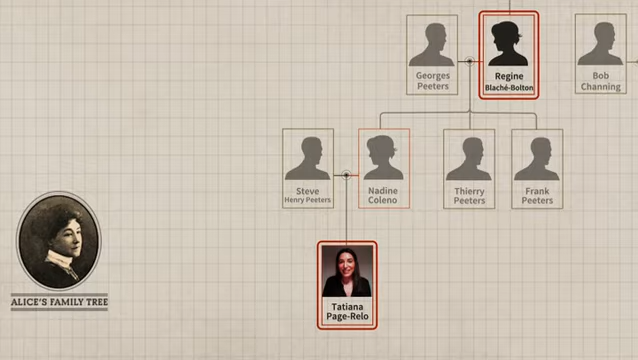 Georges
Peeters
Regine
Blaché-Bolton
Bob
Channing
Steve
Henry Peeters
Nadine
Coleno
Thierry
Peeters
Frank
Peeters
Tatiana
Page-Relo
ALICE'S FAMILY TREE